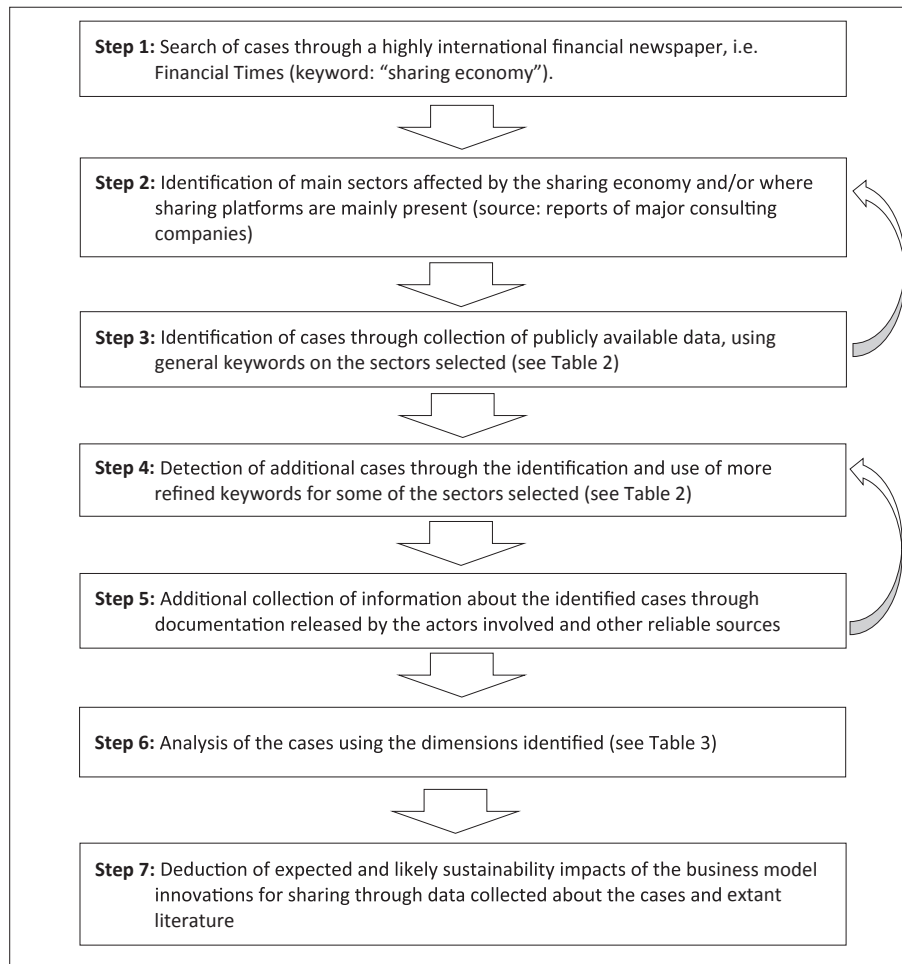 Step 1: Search of cases through a highly international financial newspaper, i.e.
Financial Times (keyword: “sharing economy”).
Step 2: Identification of main sectors affected by the sharing economy and/or where
sharing platforms are mainly present (source: reports of major consulting
companies)
Step 3: Identification of cases through collection of publicly available data, using
general keywords on the sectors selected (see Table 2)
Step 4: Detection of additional cases through the identification and use of more
refined keywords for some of the sectors selected (see Table 2)
Step 5: Additional collection of information about the identified cases through
documentation released by the actors involved and other reliable sources
Step 6: Analysis of the cases using the dimensions identified (see Table 3)
Step 7: Deduction of expected and likely sustainability impacts of the business model
innovations for sharing through data collected about the cases and extant
literature